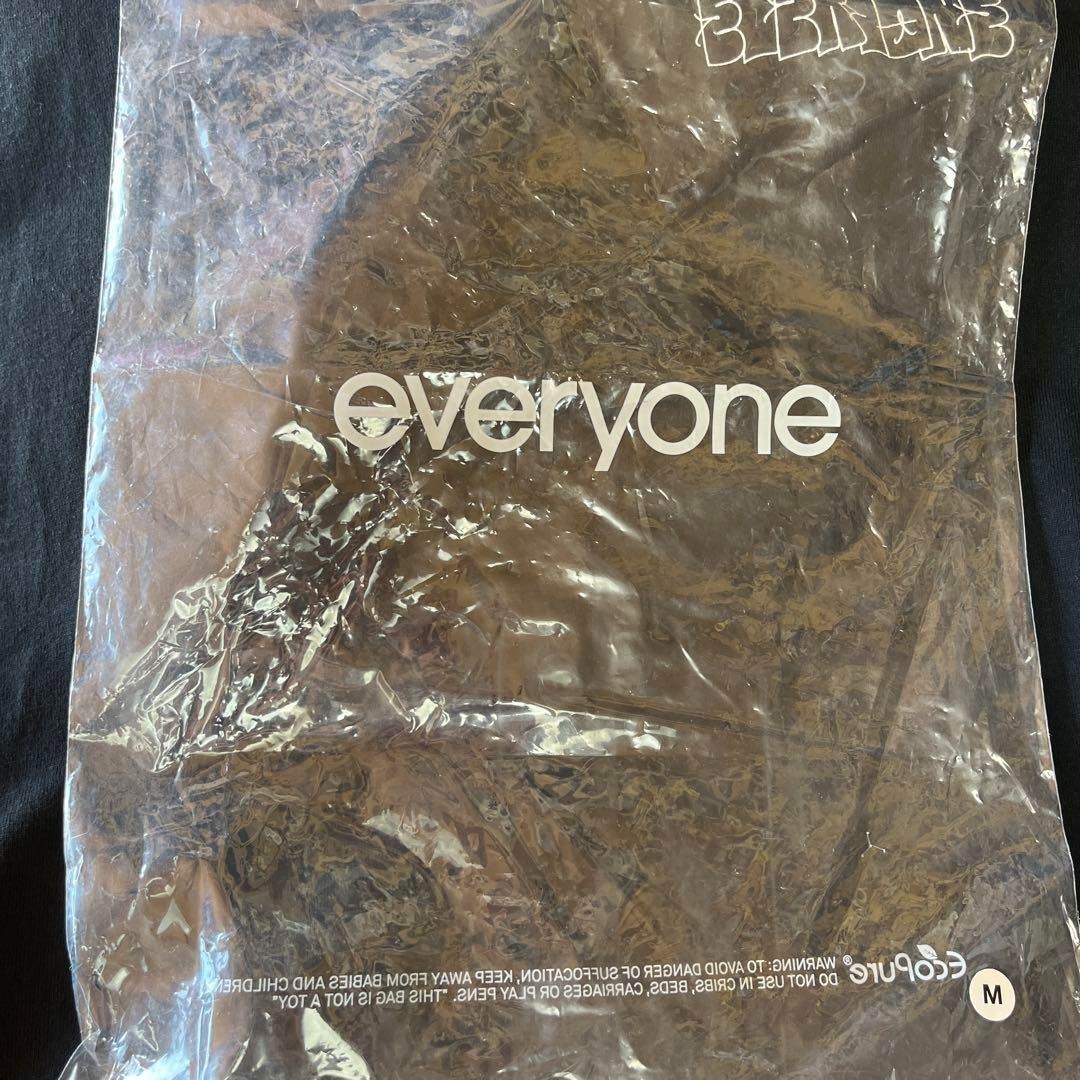 everyone
EcoPure®
WARNING: TO AVOID DANGER OF SUFFOCATION, KEEP AWAY FROM BABIES AND CHILDREN.
DO NOT USE IN CRIBS, BEDS, CARRIAGES OR PLAY PENS. "THIS BAG IS NOT A TOY"
M